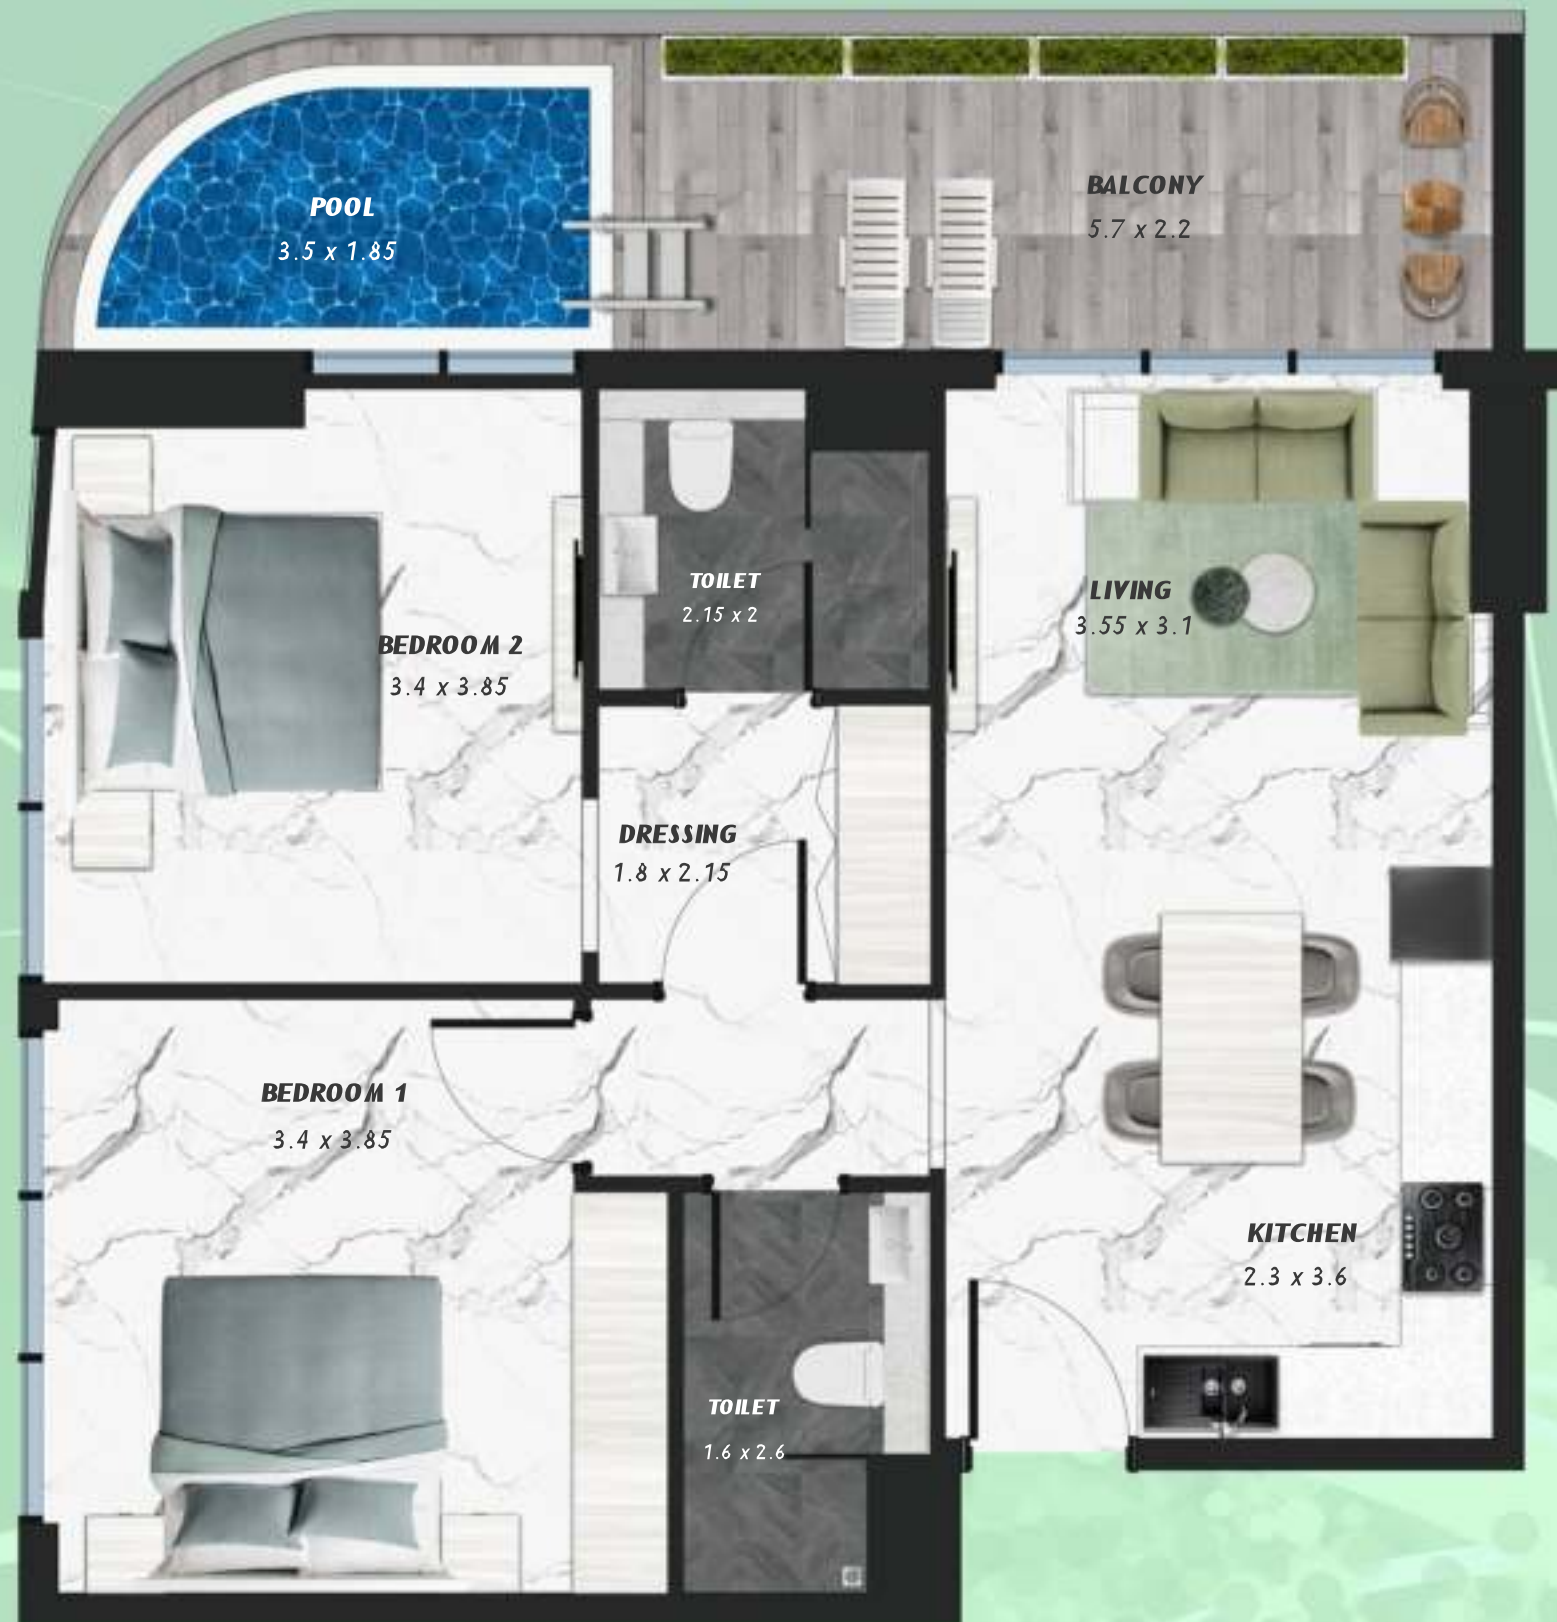 POOL
3.5 x 1.85
BALCONY
5.7 x 2.2
TOILET
2.15 x 2
LIVING
3.55 x 3.1
BEDROOM 2
3.4 x 3.85
DRESSING
1.8 x 2.15
BEDROOM 1
3.4 x 3.85
KITCHEN
2.3 x 3.6
TOILET
1.6 x 2.6